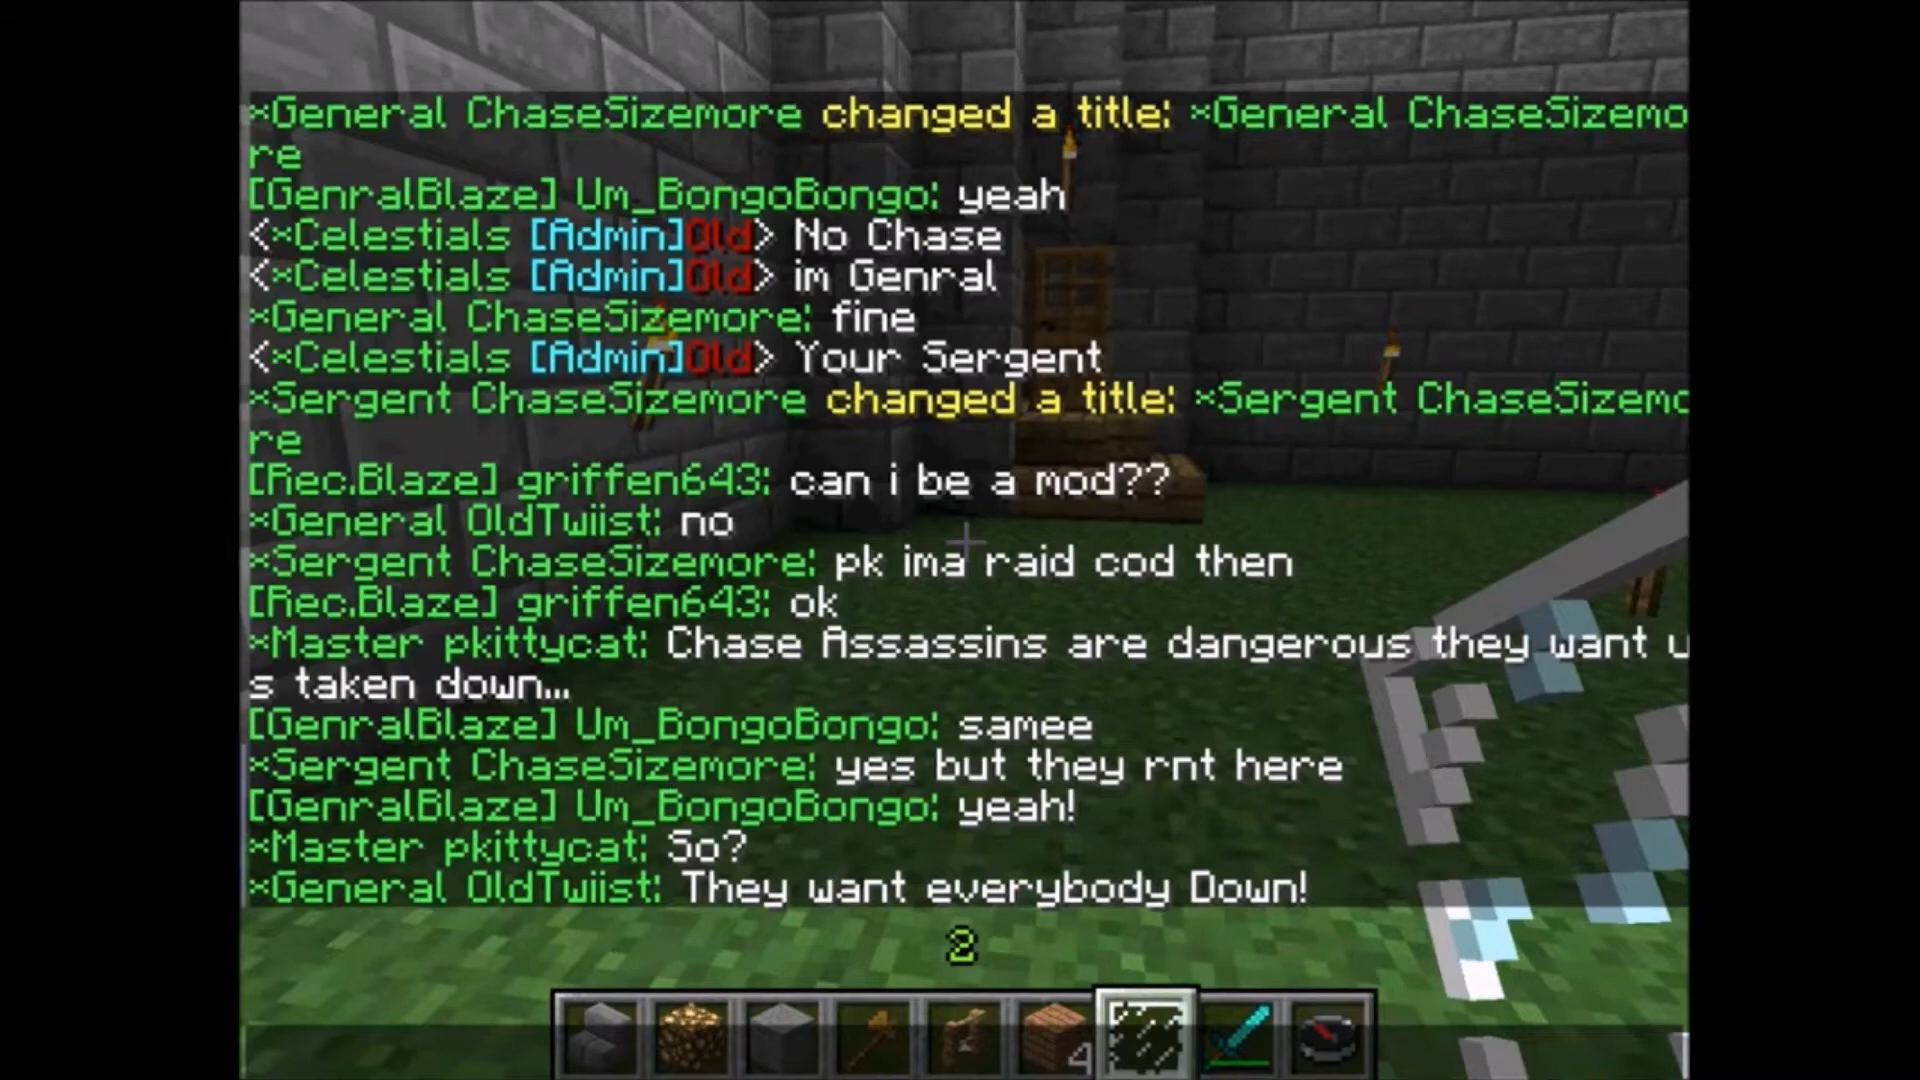 ×General ChaseSizemore changed a title: ×General ChaseSizemo
re
[GenralBlaze] Um_BongoBongo: yeah
<×Celestials [Admin]Old> No Chase
<×Celestials [Admin]Old> im Genral
×General ChaseSizemore: fine
<×Celestials [Admin]Old> Your Sergent
×Sergent ChaseSizemore changed a title: ×Sergent ChaseSizemo
re
[Rec.Blaze] griffen643: can i be a mod??
×General OldTwiist: no
×Sergent ChaseSizemore: pk ima raid cod then
[Rec.Blaze] griffen643: ok
×Master pkittycat: Chase Assassins are dangerous they want u
s taken down...
[GenralBlaze] Um_BongoBongo: samee
×Sergent ChaseSizemore: yes but they rnt here
[GenralBlaze] Um_BongoBongo: yeah!
×Master pkittycat: So?
×General OldTwiist: They want everybody Down!
2
4